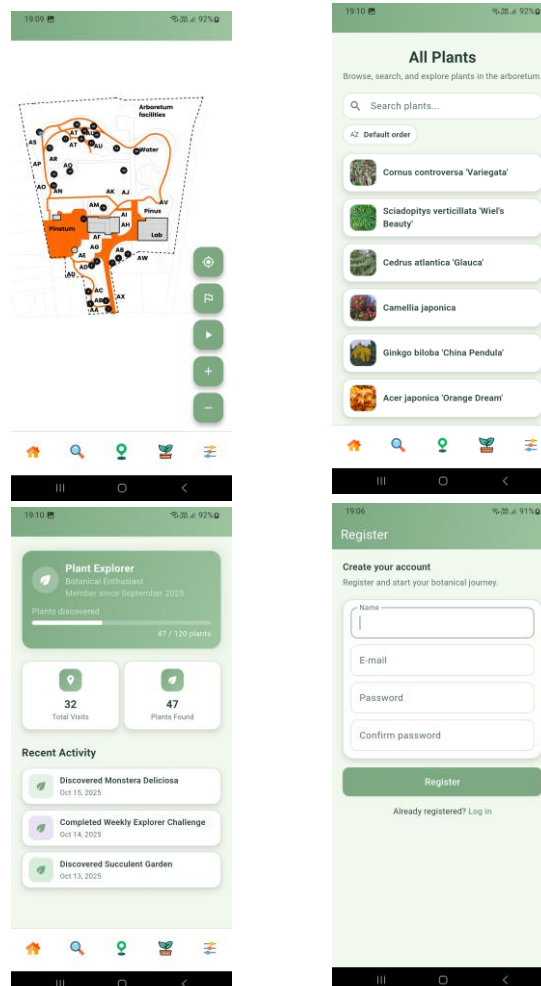 19:09
92%
Arboretum
facilities
AS
AT
AU
AT
AU
Water
AP
AR
AQ
AO
AN
AK
AJ
AM
AV
AI
Pinus
AH
Pinetum
Lab
AF
AG
AB
AE
AW
AD
AD
AC
AX
AB
AA
19:10
92%
All Plants
Browse, search, and explore plants in the arboretum.
Search plants...
AZ Default order
Cornus controversa 'Variegata'
Sciadopitys verticillata 'Wiel's
Beauty'
Cedrus atlantica 'Glauca'
Camellia japonica
Ginkgo biloba 'China Pendula'
Acer japonica 'Orange Dream'
19:10
92%
Plant Explorer
Botanical Enthusiast
Member since September 2025
Plants discovered
47 / 120 plants
32
Total Visits
47
Plants Found
Recent Activity
Discovered Monstera Deliciosa
Oct 15, 2025
Completed Weekly Explorer Challenge
Oct 14, 2025
Discovered Succulent Garden
Oct 13, 2025
19:06
91%
Register
Create your account
Register and start your botanical journey.
Name
E-mail
Password
Confirm password
Register
Already registered? Log in